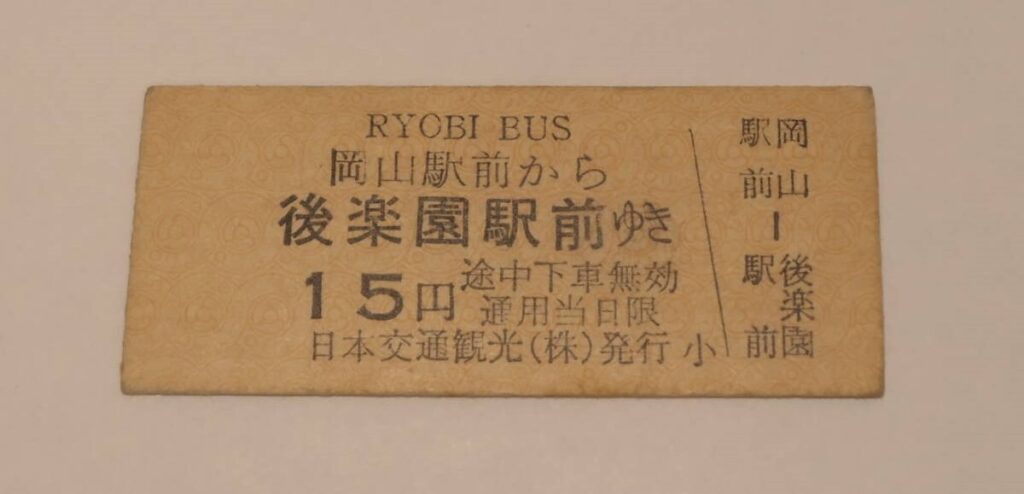 RYOBI BUS
岡山駅前から
後楽園駅前ゆき
15円
途中下車無効
通用当日限
日本交通観光(株)発行 小
岡山駅前ー後楽園駅前